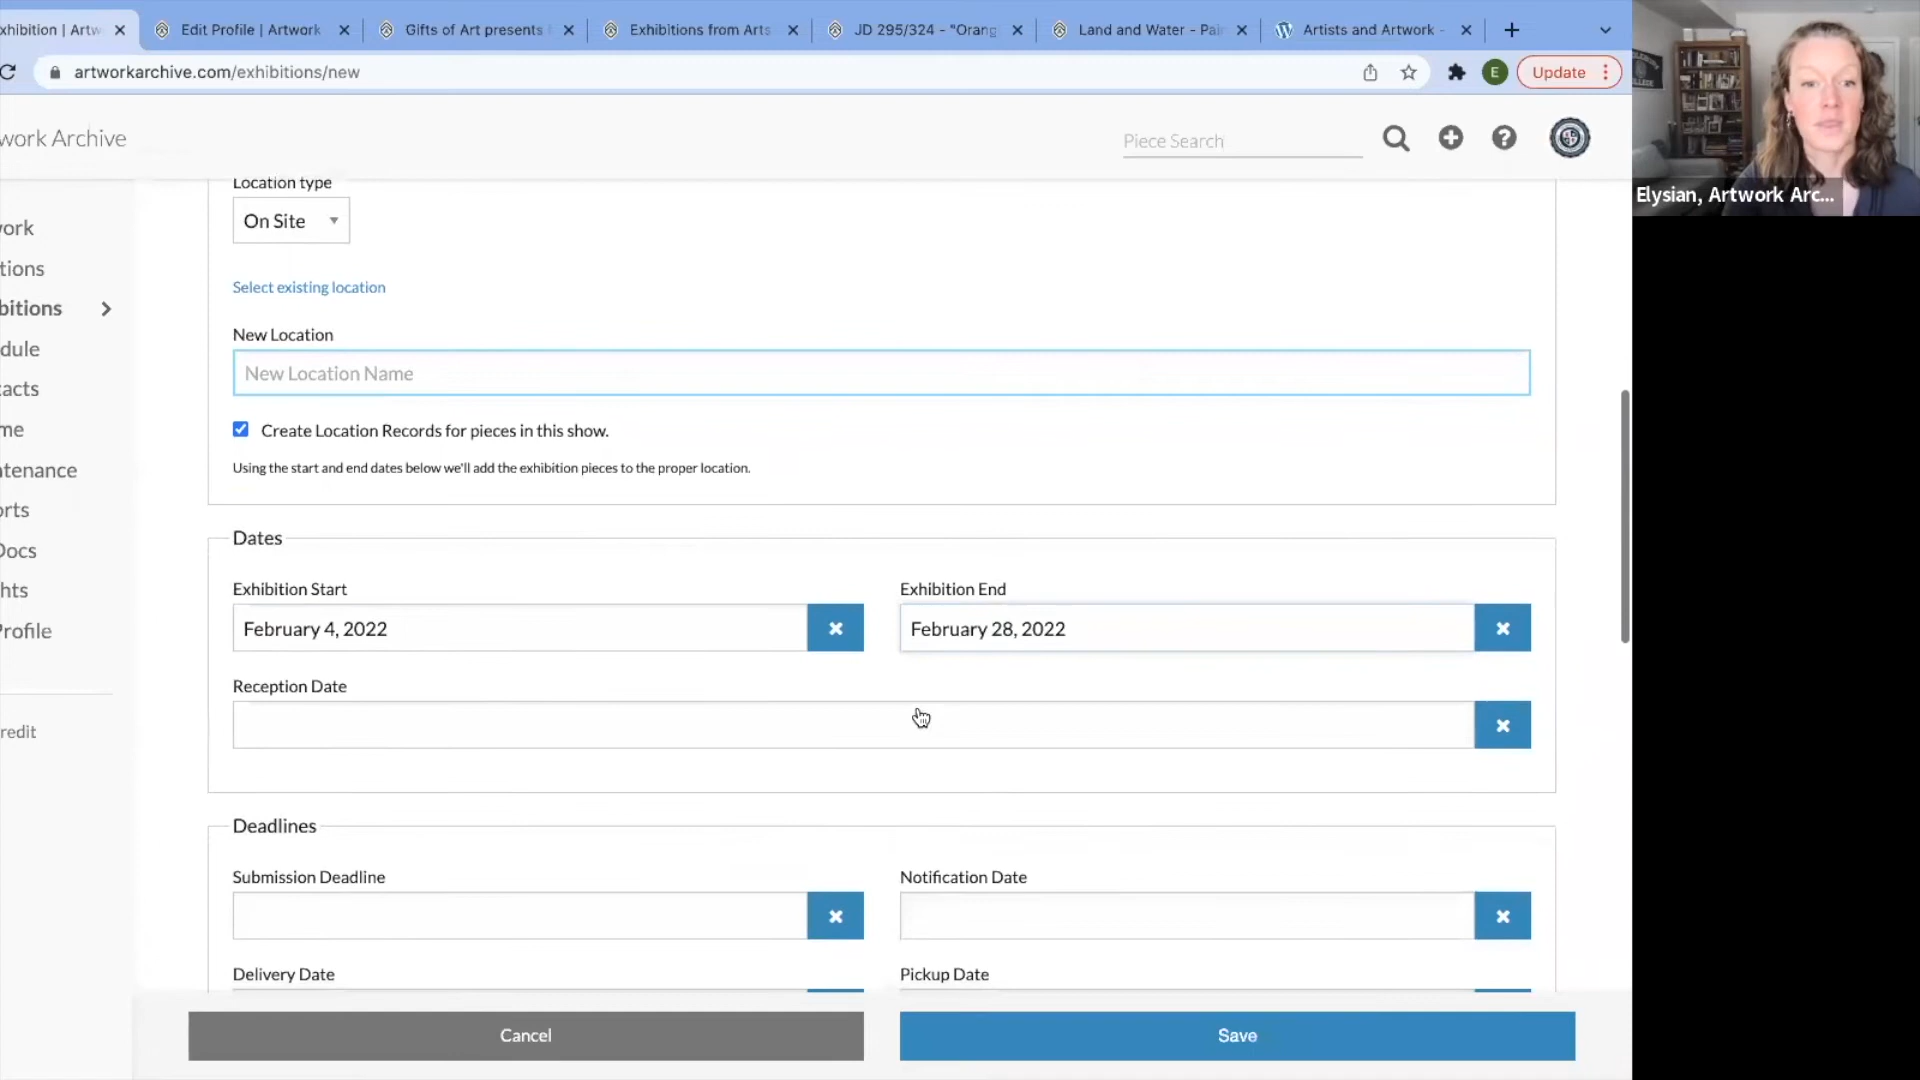 xhibition | Artw
Edit Profile | Artwork
Gifts of Art presents
Exhibitions from Arts
JD 295/324 - "Orang
Land and Water - Pai
Artists and Artwork -
artworkarchive.com/exhibitions/new
E
Update
work Archive
Piece Search
Elysian, Artwork Arc...
ork
tions
bitions
dule
acts
me
ntenance
orts
Docs
hts
Profile
redit
Location type
On Site
Select existing location
New Location
New Location Name
Create Location Records for pieces in this show.
Using the start and end dates below we'll add the exhibition pieces to the proper location.
Dates
Exhibition Start
Exhibition End
February 4, 2022
February 28, 2022
Reception Date
Deadlines
Submission Deadline
Notification Date
Delivery Date
Pickup Date
Cancel
Save